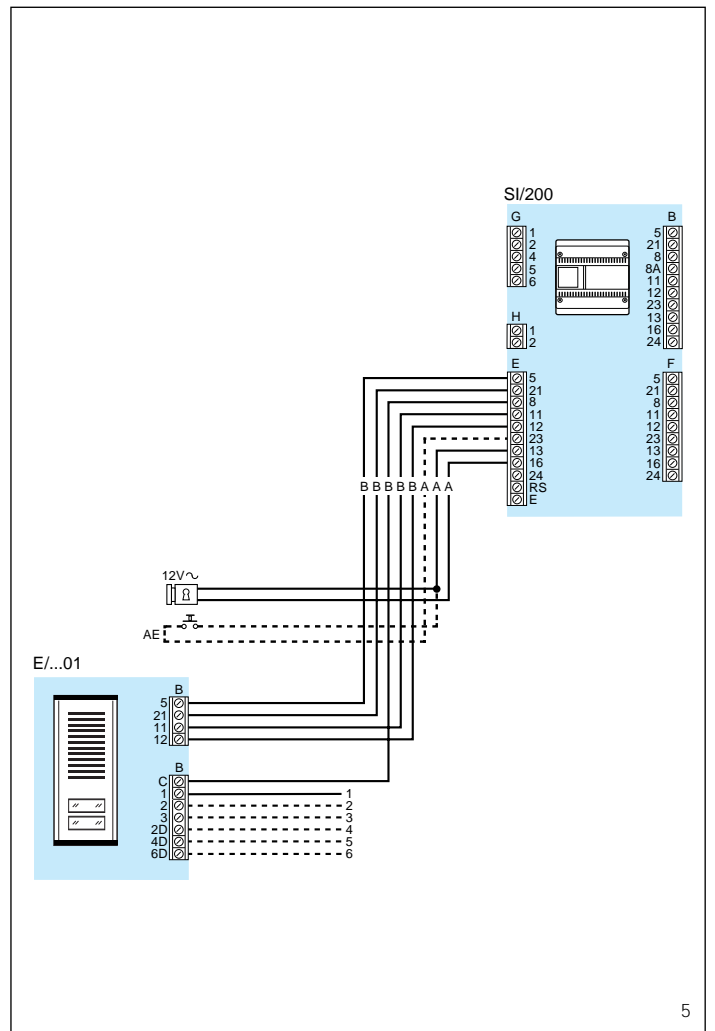 SI/200
G B
1 5
2 21
4 8
5 8A
6 11
12
23
H 13
1 16
2 24
E F
5 5
21 21
8 8
11 11
12 12
23 23
13 13
16 16
24 24
RS
E
B B B B B A A A
12V~
AE
E/...01
B
5
21
11
12
B
C
1 1
2 2
3 3
2D 4
4D 5
6D 6
5